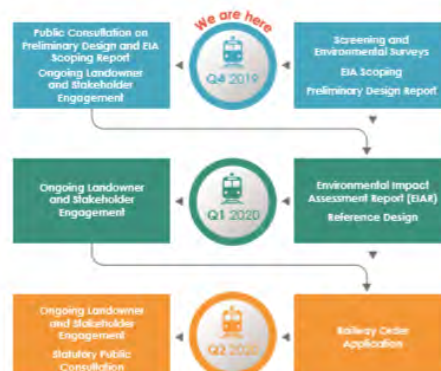 We are here
Public Consultation on
Preliminary Design and EIA
Scoping Report
Ongoing Landowner
and Stakeholder
Engagement
Q4 2019
Screening and
Environmental Surveys
EIA Scoping
Preliminary Design Report
Ongoing Landowner
and Stakeholder
Engagement
Q1 2020
Environmental Impact
Assessment Report (EIAR)
Reference Design
Ongoing Landowner
and Stakeholder
Engagement
Statutory Public
Consultation
Q2 2020
Railway Order
Application